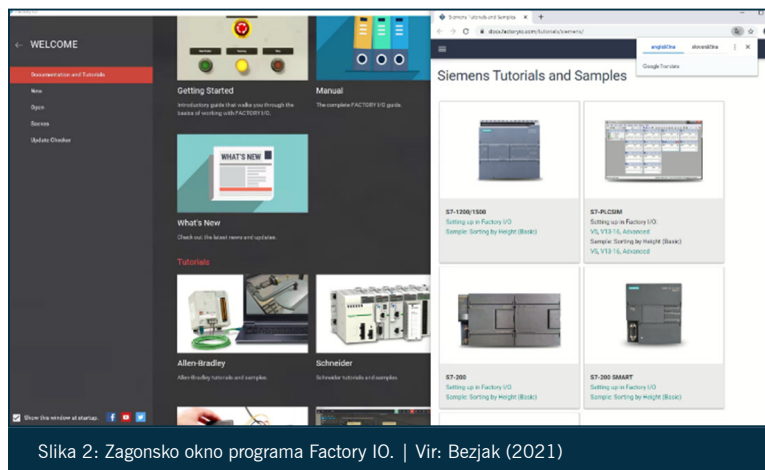 ← WELCOME
Documentation and Tutorials
New
Open
Scenes
Update Checker
Show this window at startup.
Getting Started
Introductory guide that walks you through the
basics of working with FACTORY I/O.
Manual
The complete FACTORY I/O guide.
WHAT'S NEW
What's New
Check out the latest news and updates.
Tutorials
Allen-Bradley
Allen-Bradley tutorials and samples.
Schneider
Schneider tutorials and samples.
Siemens Tutorials and Samples
docs.factoryio.com/tutorials/siemens/
angleščina slovenščina
Google Translate
Siemens Tutorials and Samples
S7-1200/1500
Setting up in Factory I/O
Sample: Sorting by Height (Basic)
S7-PLCSIM
Setting up in Factory I/O:
V5, V13-16, Advanced
Sample: Sorting by Height (Basic)
V5, V13-16, Advanced
S7-200
Setting up in Factory I/O
Sample: Sorting by Height (Basic)
S7-200 SMART
Setting up in Factory I/O
Sample: Sorting by Height (Basic)
Slika 2: Zagonsko okno programa Factory IO. | Vir: Bezjak (2021)